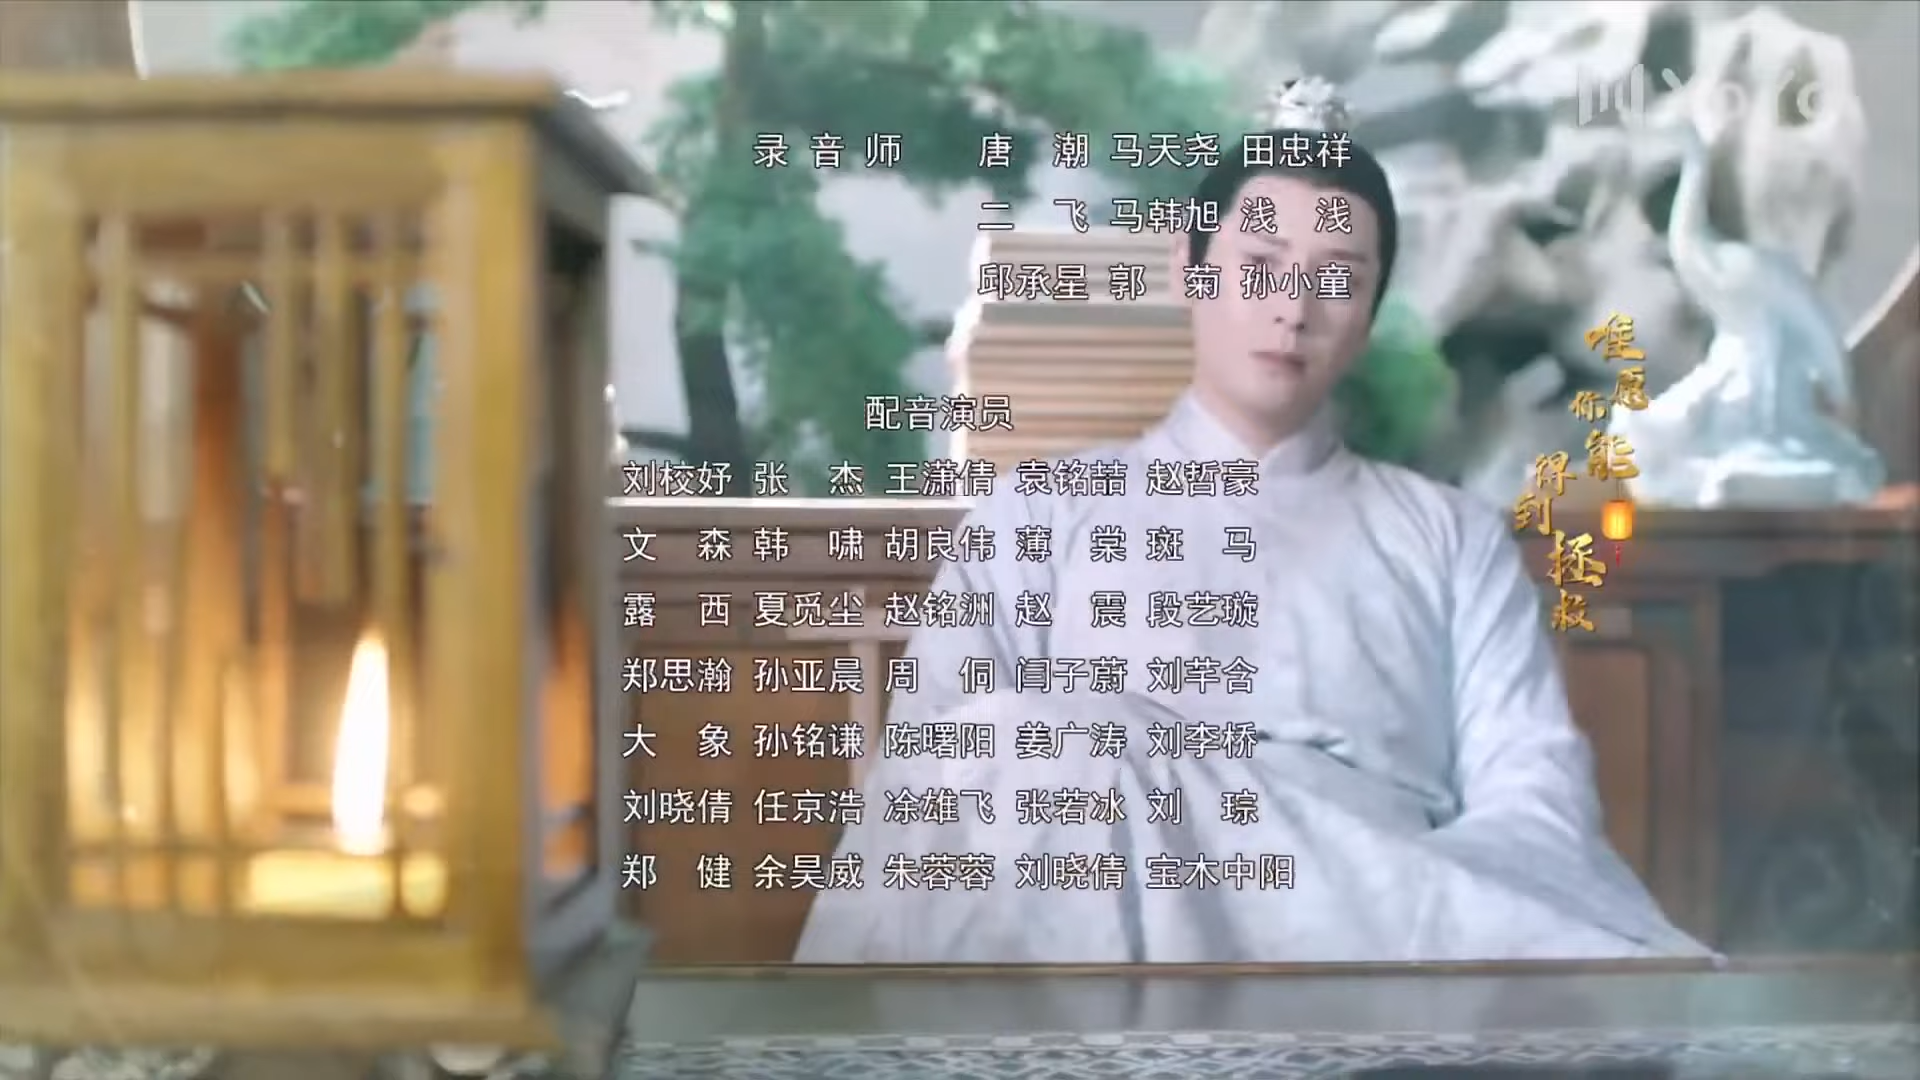 XOYO
录音师 唐潮 马天尧 田忠祥
二飞 马韩旭 浅浅
邱承星 郭菊 孙小童
配音演员
刘校妤 张杰 王潇倩 袁铭喆 赵哲豪
文森 韩啸 胡良伟 薄棠 斑马
露西 夏觅尘 赵铭洲 赵震 段艺璇
郑思瀚 孙亚晨 周侗 闫子蔚 刘芊含
大象 孙铭谦 陈曙阳 姜广涛 刘李桥
刘晓倩 任京浩 凃雄飞 张若冰 刘琮
郑健 余昊威 朱蓉蓉 刘晓倩 宝木中阳
唯愿你能得到拯救